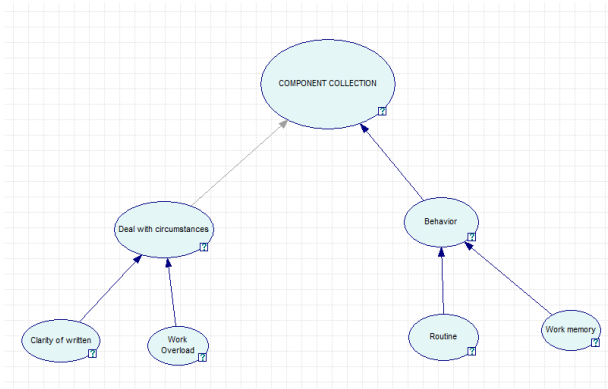 COMPONENT COLLECTION
?
Deal with circumstances
?
Behavior
?
Clarity of written
?
Work
Overload
?
Routine
?
Work memory
?